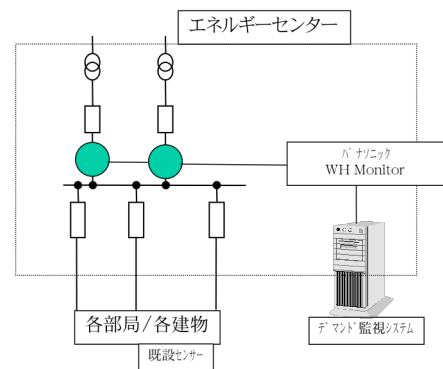 エネルギーセンター
パナソニック
WH Monitor
各部局/各建物
既設センサー
デマンド監視システム